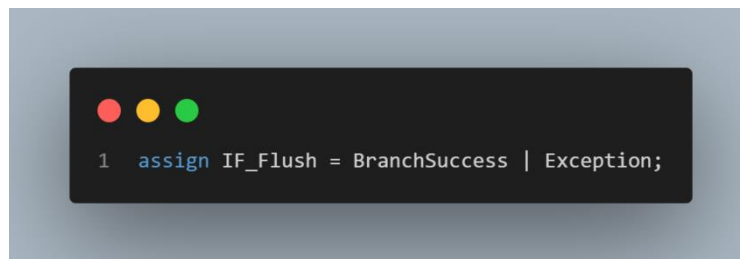 1 assign IF_Flush = BranchSuccess | Exception;